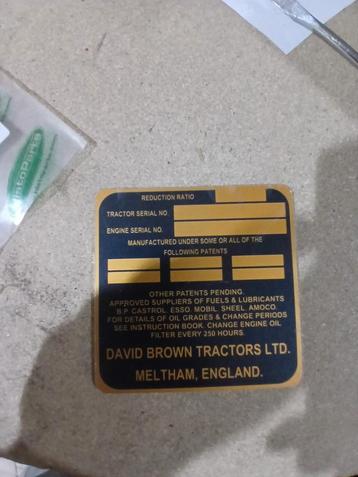 intoParts
REDUCTION RATIO
TRACTOR SERIAL NO.
ENGINE SERIAL NO.
MANUFACTURED UNDER SOME OR ALL OF THE
FOLLOWING PATENTS
OTHER PATENTS PENDING.
APPROVED SUPPLIERS OF FUELS & LUBRICANTS
B.P. CASTROL. ESSO. MOBIL. SHEEL. AMOCO.
FOR DETAILS OF OIL GRADES & CHANGE PERIODS
SEE INSTRUCTION BOOK. CHANGE ENGINE OIL
FILTER EVERY 250 HOURS.
DAVID BROWN TRACTORS LTD.
MELTHAM, ENGLAND.